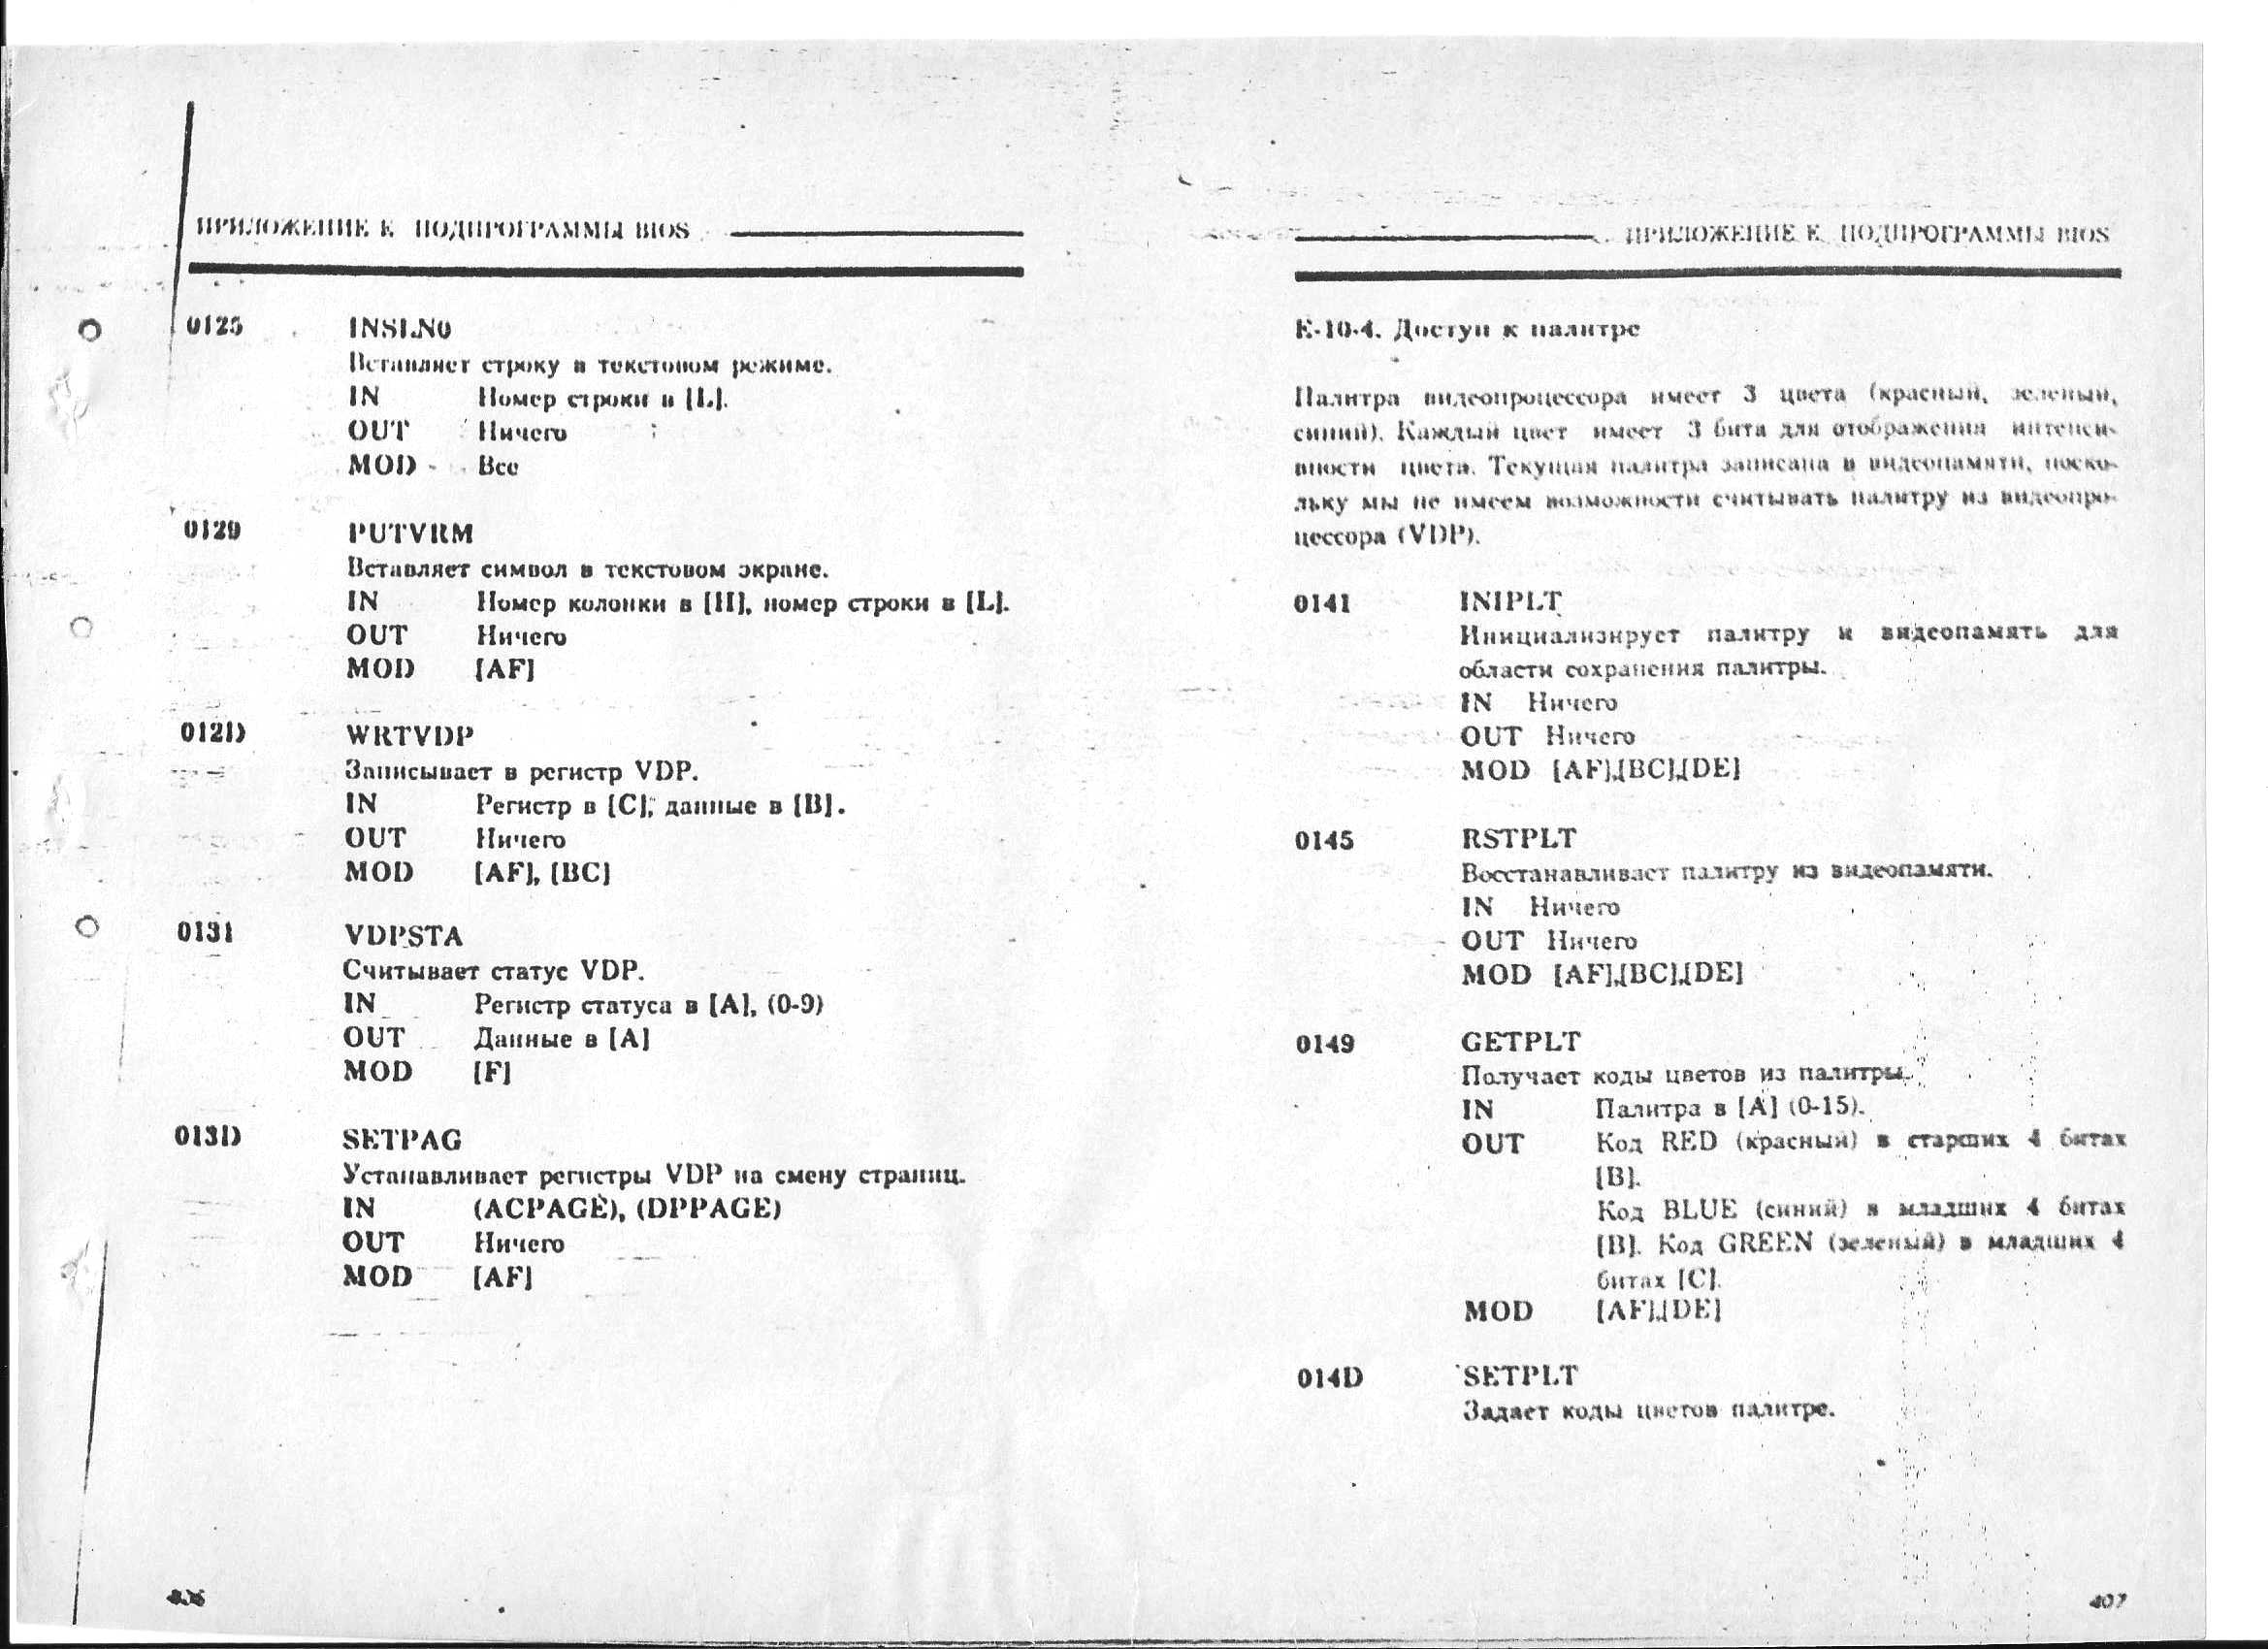 ПРИЛОЖЕНИЕ Е ПОДПРОГРАММЫ BIOS
0125 INSLN0
Вставляет строку в текстовом режиме.
IN Номер строки в [L].
OUT Ничего
MOD Все
0129 PUTVRM
Вставляет символ в текстовом экране.
IN Номер колонки в [H], номер строки в [L].
OUT Ничего
MOD [AF]
012D WRTVDP
Записывает в регистр VDP.
IN Регистр в [C], данные в [B].
OUT Ничего
MOD [AF], [BC]
0131 VDPSTA
Считывает статус VDP.
IN Регистр статуса в [A], (0-9)
OUT Данные в [A]
MOD [F]
013D SETPAG
Устанавливает регистры VDP на смену страниц.
IN (ACPAGE), (DPPAGE)
OUT Ничего
MOD [AF]
406
ПРИЛОЖЕНИЕ Е ПОДПРОГРАММЫ BIOS
Е-10-4. Доступ к палитре
Палитра видеопроцессора имеет 3 цвета (красный, зеленый,
синий). Каждый цвет имеет 3 бита для отображения интенси-
вности цвета. Текущая палитра записана в видеопамяти, поско-
льку мы не имеем возможности считывать палитру из видеопро-
цессора (VDP).
0141 INIPLT
Инициализирует палитру и видеопамять для
области сохранения палитры.
IN Ничего
OUT Ничего
MOD [AF],[BC],[DE]
0145 RSTPLT
Восстанавливает палитру из видеопамяти.
IN Ничего
OUT Ничего
MOD [AF],[BC],[DE]
0149 GETPLT
Получает коды цветов из палитры.
IN Палитра в [A] (0-15).
OUT Код RED (красный) в старших 4 битах
[B].
Код BLUE (синий) в младших 4 битах
[B]. Код GREEN (зеленый) в младших 4
битах [C].
MOD [AF],[DE]
014D SETPLT
Задает коды цветов палитре.
407